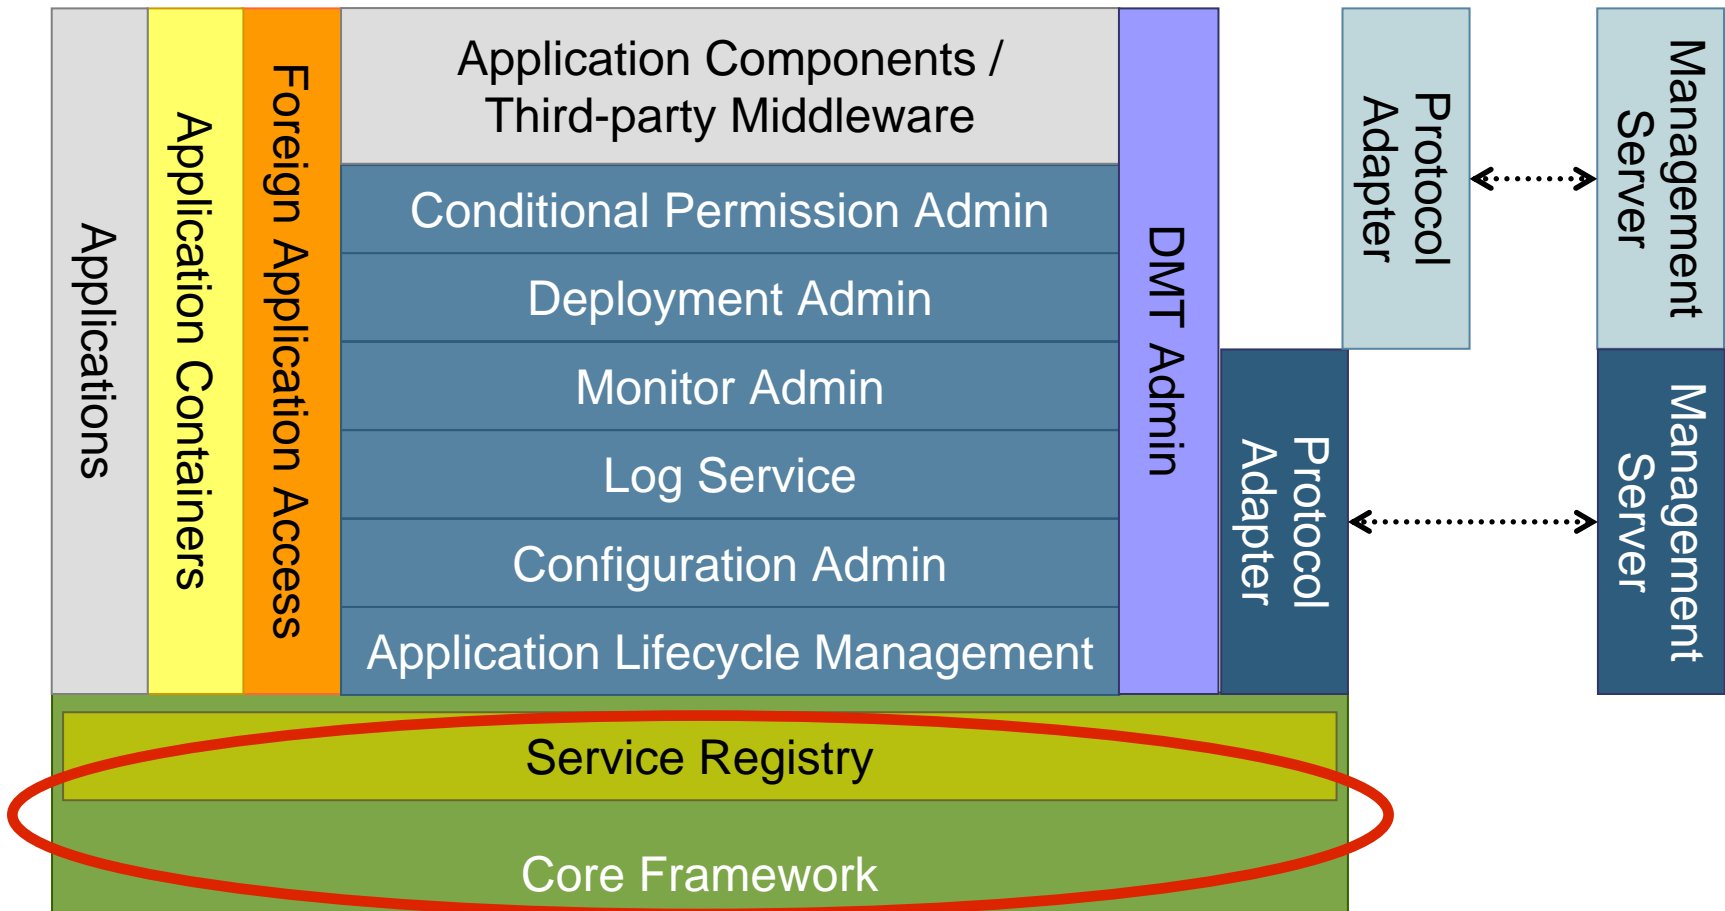 Applications
Application Containers
Foreign Application Access
Application Components /
Third-party Middleware
Conditional Permission Admin
Deployment Admin
Monitor Admin
Log Service
Configuration Admin
Application Lifecycle Management
DMT Admin
Protocol
Adapter
Management
Server
Protocol
Adapter
Management
Server
Service Registry
Core Framework